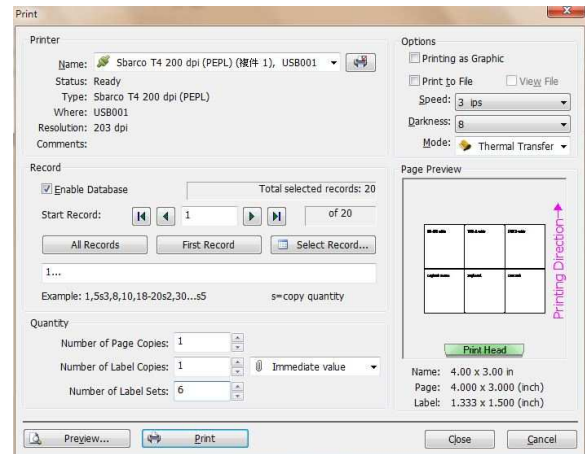 Print
Printer
Name: Sbarco T4 200 dpi (PEPL) (複件 1), USB001
Status: Ready
Type: Sbarco T4 200 dpi (PEPL)
Where: USB001
Resolution: 203 dpi
Comments:
Record
Enable Database
Total selected records: 20
Start Record: 1 of 20
All Records
First Record
Select Record...
1...
Example: 1,5s3,8,10,18-20s2,30...s5
s=copy quantity
Quantity
Number of Page Copies: 1
Number of Label Copies: 1
Immediate value
Number of Label Sets: 6
Options
Printing as Graphic
Print to File
View File
Speed: 3 ips
Darkness: 8
Mode: Thermal Transfer
Page Preview
Printing Direction
Print Head
Name: 4.00 x 3.00 in
Page: 4.000 x 3.000 (inch)
Label: 1.333 x 1.500 (inch)
Preview...
Print
Close
Cancel